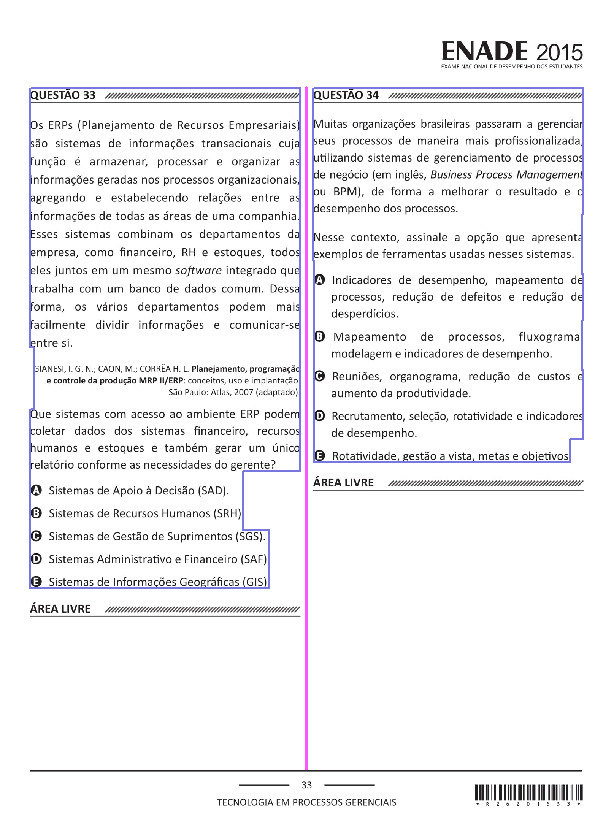 ENADE 2015
EXAME NACIONAL DE DESEMPENHO DOS ESTUDANTES
QUESTÃO 33
Os ERPs (Planejamento de Recursos Empresariais)
são sistemas de informações transacionais cuja
função é armazenar, processar e organizar as
informações geradas nos processos organizacionais,
agregando e estabelecendo relações entre as
informações de todas as áreas de uma companhia.
Esses sistemas combinam os departamentos da
empresa, como financeiro, RH e estoques, todos
eles juntos em um mesmo software integrado que
trabalha com um banco de dados comum. Dessa
forma, os vários departamentos podem mais
facilmente dividir informações e comunicar-se
entre si.
GIANESI, I. G. N.; CAON, M.; CORRÊA H. L. Planejamento, programação
e controle da produção MRP II/ERP: conceitos, uso e implantação.
São Paulo: Atlas, 2007 (adaptado).
Que sistemas com acesso ao ambiente ERP podem
coletar dados dos sistemas financeiro, recursos
humanos e estoques e também gerar um único
relatório conforme as necessidades do gerente?
A Sistemas de Apoio à Decisão (SAD).
B Sistemas de Recursos Humanos (SRH)
C Sistemas de Gestão de Suprimentos (SGS).
D Sistemas Administrativo e Financeiro (SAF)
E Sistemas de Informações Geográficas (GIS)
ÁREA LIVRE
QUESTÃO 34
Muitas organizações brasileiras passaram a gerenciar
seus processos de maneira mais profissionalizada,
utilizando sistemas de gerenciamento de processos
de negócio (em inglês, Business Process Management
ou BPM), de forma a melhorar o resultado e o
desempenho dos processos.
Nesse contexto, assinale a opção que apresenta
exemplos de ferramentas usadas nesses sistemas.
A Indicadores de desempenho, mapeamento de
processos, redução de defeitos e redução de
desperdícios.
B Mapeamento de processos, fluxograma,
modelagem e indicadores de desempenho.
C Reuniões, organograma, redução de custos e
aumento da produtividade.
D Recrutamento, seleção, rotatividade e indicadores
de desempenho.
E Rotatividade, gestão a vista, metas e objetivos.
ÁREA LIVRE
33
TECNOLOGIA EM PROCESSOS GERENCIAIS
*R26201533*